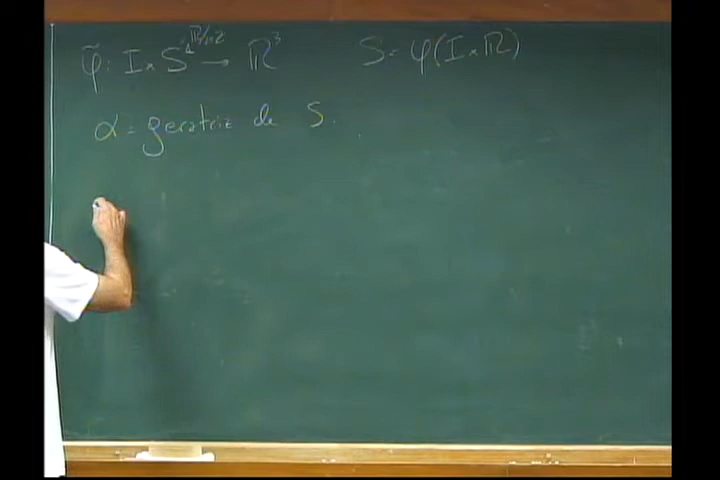 φ̃ : I × S¹ → ℝ³ S = φ(I × ℝ)
α = geratriz de S.